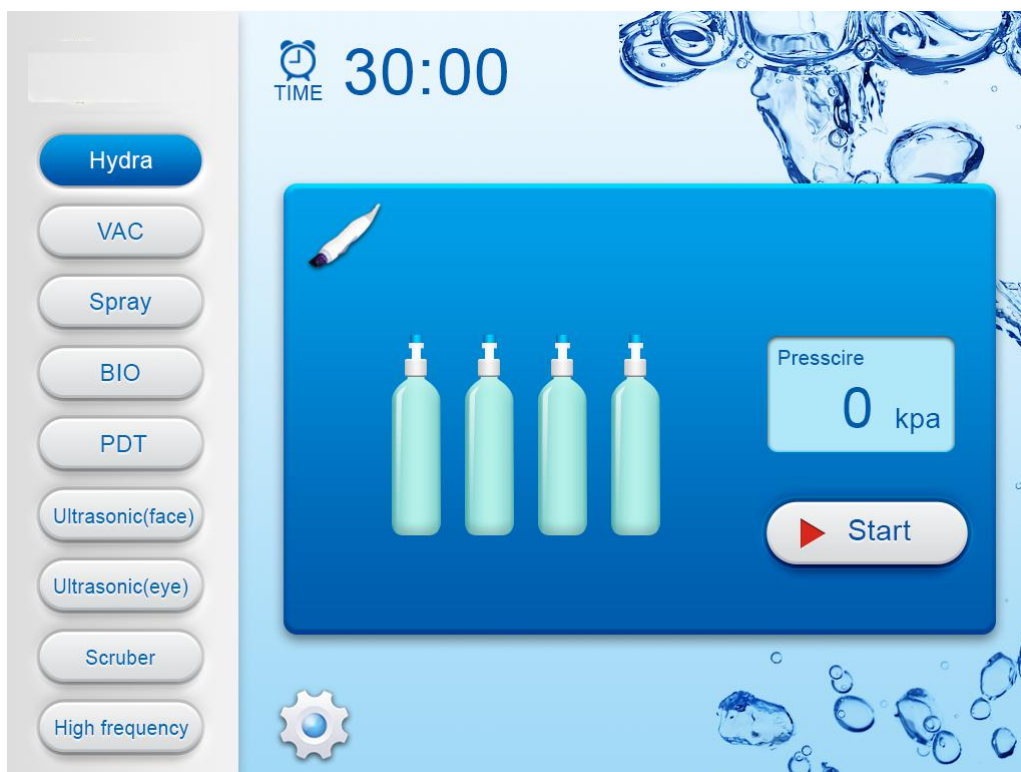 TIME 30:00
Hydra
VAC
Spray
BIO
PDT
Ultrasonic(face)
Ultrasonic(eye)
Scruber
High frequency
Presscire
0 kpa
Start